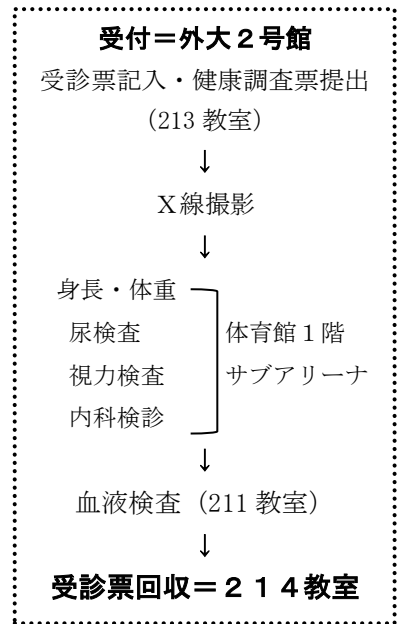 受付＝外大２号館
受診票記入・健康調査票提出
（213 教室）
↓
Ｘ線撮影
↓
身長・体重
尿検査
視力検査
内科検診
体育館１階
サブアリーナ
↓
血液検査（211 教室）
↓
受診票回収＝２１４教室